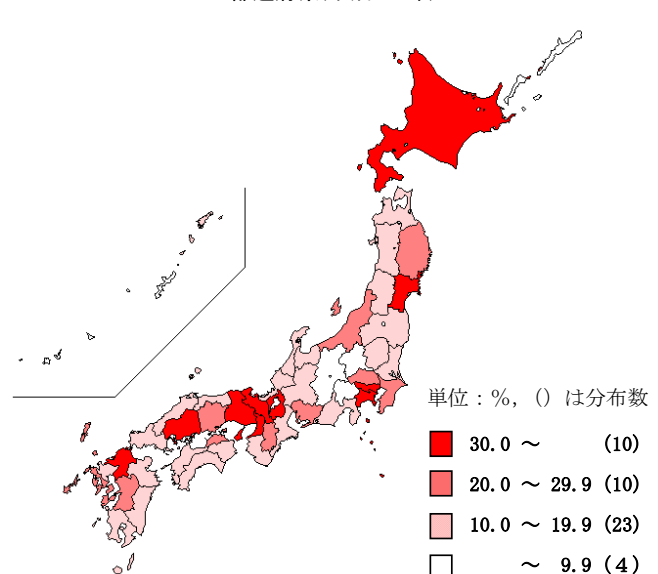 単位：%, () は分布数
30.0 ～ (10)
20.0 ～ 29.9 (10)
10.0 ～ 19.9 (23)
～ 9.9 (4)